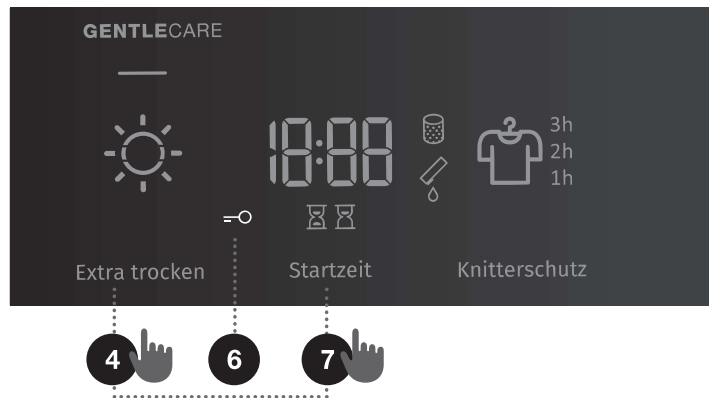 GENTLECARE
18:88
3h
2h
1h
Extra trocken
Startzeit
Knitterschutz
4
6
7